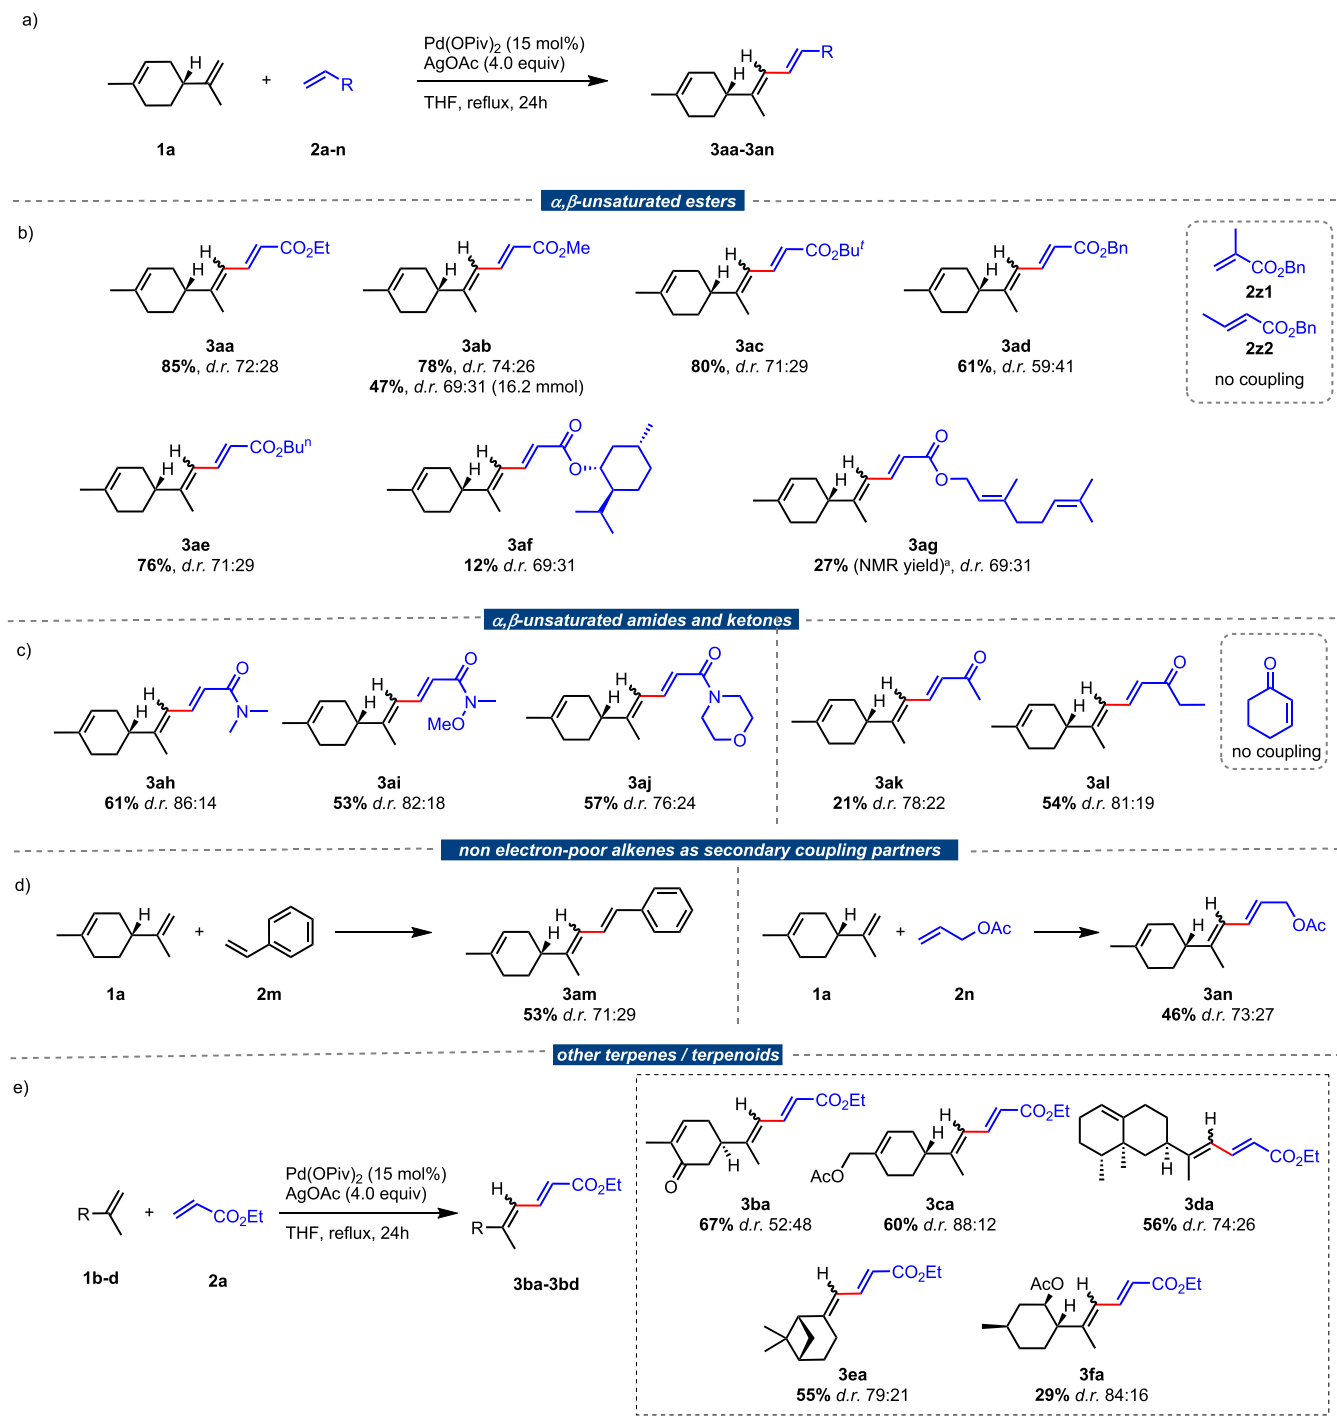 a)
H
1a
+
R
2a-n
Pd(OPiv)2 (15 mol%)
AgOAc (4.0 equiv)
THF, reflux, 24h
H
H
R
3aa-3an
α,β-unsaturated esters
b)
H
H
CO2Et
3aa
85%, d.r. 72:28
H
H
CO2Me
3ab
78%, d.r. 74:26
47%, d.r. 69:31 (16.2 mmol)
H
H
CO2But
3ac
80%, d.r. 71:29
H
H
CO2Bn
3ad
61%, d.r. 59:41
CO2Bn
2z1
CO2Bn
2z2
no coupling
H
H
CO2Bun
3ae
76%, d.r. 71:29
H
H
O
O
3af
12% d.r. 69:31
H
H
O
O
3ag
27% (NMR yield)a, d.r. 69:31
α,β-unsaturated amides and ketones
c)
H
H
O
N
3ah
61% d.r. 86:14
H
H
O
N
MeO
3ai
53% d.r. 82:18
H
H
O
N
O
3aj
57% d.r. 76:24
H
H
O
3ak
21% d.r. 78:22
H
H
O
3al
54% d.r. 81:19
O
no coupling
non electron-poor alkenes as secondary coupling partners
d)
H
1a
+
2m
H
H
3am
53% d.r. 71:29
H
1a
+
OAc
2n
H
H
OAc
3an
46% d.r. 73:27
other terpenes / terpenoids
e)
R
1b-d
+
CO2Et
2a
Pd(OPiv)2 (15 mol%)
AgOAc (4.0 equiv)
THF, reflux, 24h
H
R
CO2Et
3ba-3bd
H
H
O
CO2Et
3ba
67% d.r. 52:48
H
H
AcO
CO2Et
3ca
60% d.r. 88:12
H
H
CO2Et
3da
56% d.r. 74:26
H
CO2Et
3ea
55% d.r. 79:21
AcO
H
H
CO2Et
3fa
29% d.r. 84:16